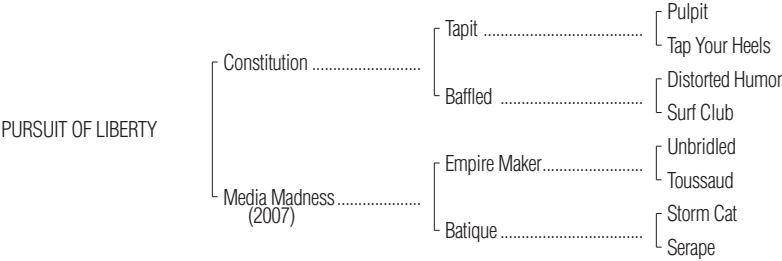 Pulpit
Tapit ........................................
Tap Your Heels
Constitution ...........................
Distorted Humor
Baffled ....................................
Surf Club
PURSUIT OF LIBERTY
Unbridled
Empire Maker.........................
Toussaud
Media Madness.....................
(2007)
Storm Cat
Batique ....................................
Serape